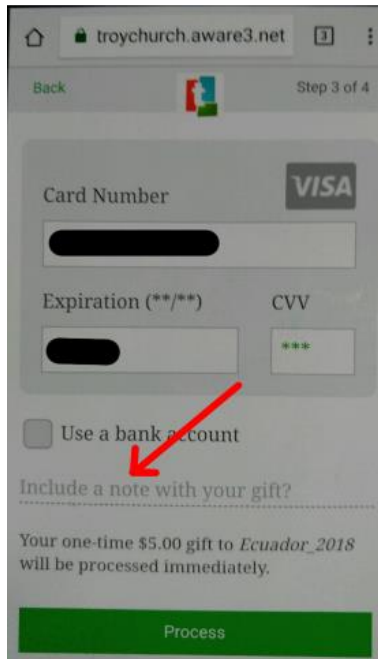 troychurch.aware3.net 3
Back Step 3 of 4
t
VISA
Card Number
Expiration (**/**) CVV
***
Use a bank account
Include a note with your gift?
Your one-time $5.00 gift to Ecuador_2018
will be processed immediately.
Process